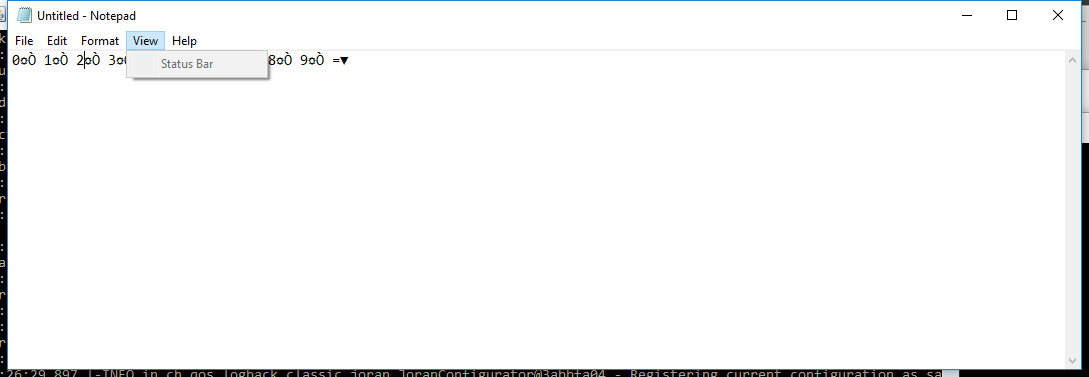 Untitled - Notepad
File Edit Format View Help
0¤Ò 1¤Ò 2¤Ò 3¤ 8¤Ò 9¤Ò =▼
Status Bar
:26:29,897 |-INFO in ch.qos.logback.classic.joran.JoranConfigurator@3abbfa04 - Registering current configuration as sa